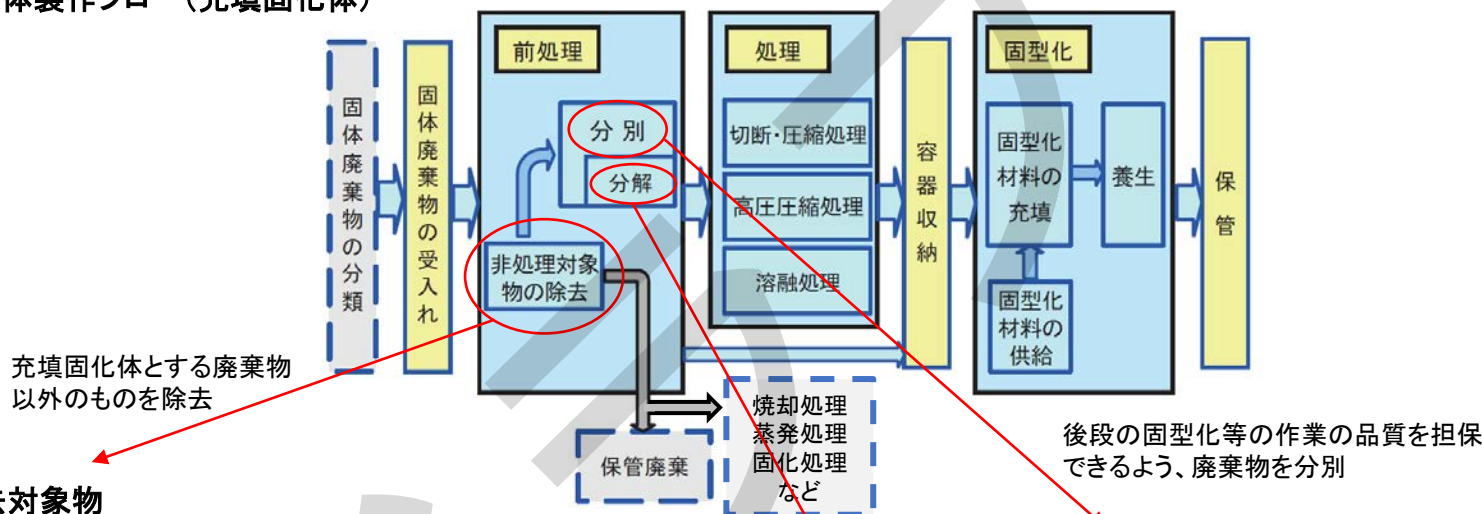 体製作フロー(充填固化体)
固体廃棄物の分類
固体廃棄物の受入れ
前処理
分別
分解
非処理対象
物の除去
処理
切断・圧縮処理
高圧圧縮処理
溶融処理
容器収納
固型化
固型化
材料の
充填
養生
固型化
材料の
供給
保管
充填固化体とする廃棄物
以外のものを除去
保管廃棄
焼却処理
蒸発処理
固化処理
など
後段の固型化等の作業の品質を担保
できるよう、廃棄物を分別
去対象物